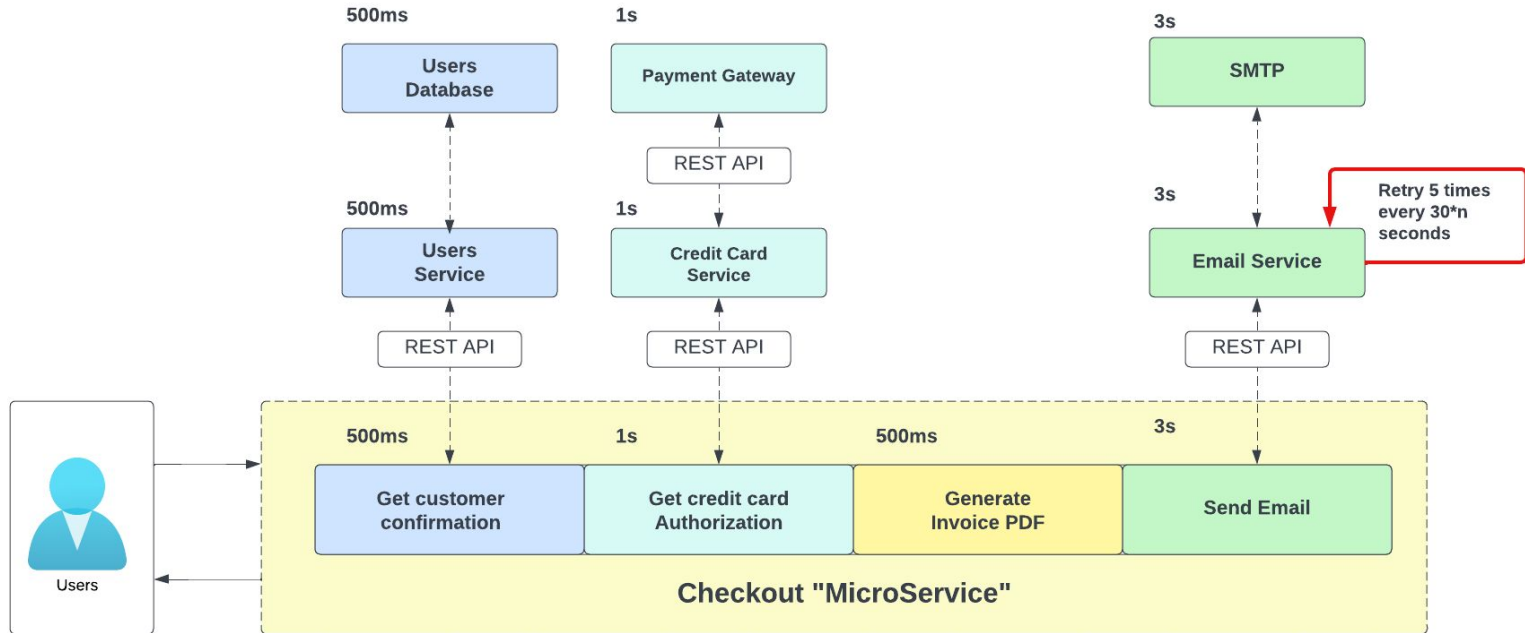 500ms
1s
3s
Users
Database
Payment Gateway
SMTP
REST API
500ms
1s
3s
Retry 5 times
every 30*n
seconds
Users
Service
Credit Card
Service
Email Service
REST API
REST API
REST API
500ms
1s
500ms
3s
Get customer
confirmation
Get credit card
Authorization
Generate
Invoice PDF
Send Email
Users
Checkout "MicroService"